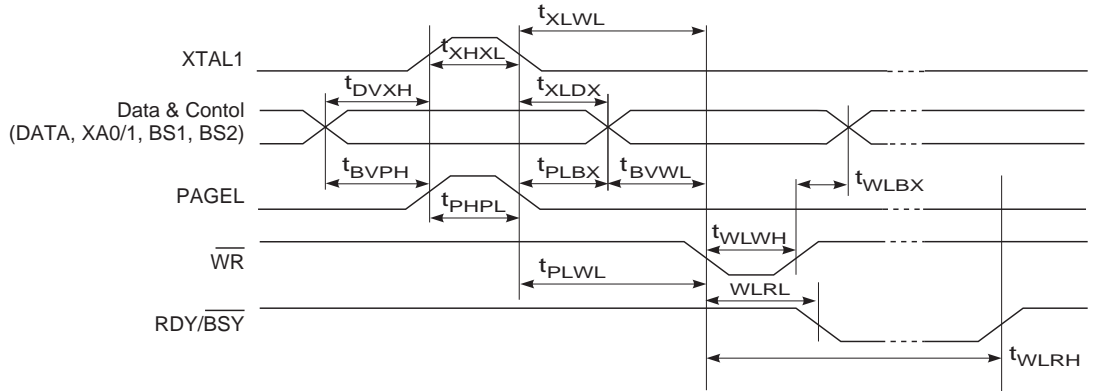 tXLWL
XTAL1
tXHXL
tDVXH
tXLDX
Data & Contol
(DATA, XA0/1, BS1, BS2)
tBVPH
tPLBX
tBVWL
tWLBX
PAGEL
tPHPL
tWLWH
WR
tPLWL
WLRL
RDY/BSY
tWLRH